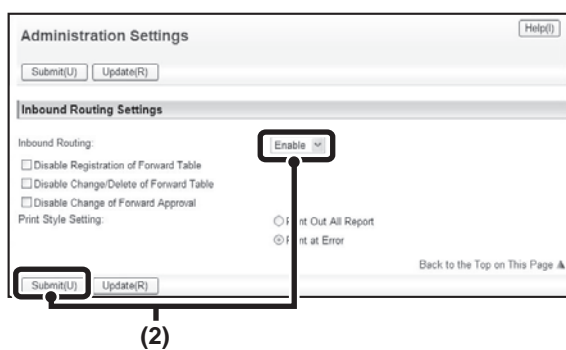 Administration Settings
Help(I)
Submit(U) Update(R)
Inbound Routing Settings
Inbound Routing: Enable
Disable Registration of Forward Table
Disable Change/Delete of Forward Table
Disable Change of Forward Approval
Print Style Setting: Print Out All Report
Print at Error
Back to the Top on This Page ▲
Submit(U) Update(R)
(2)